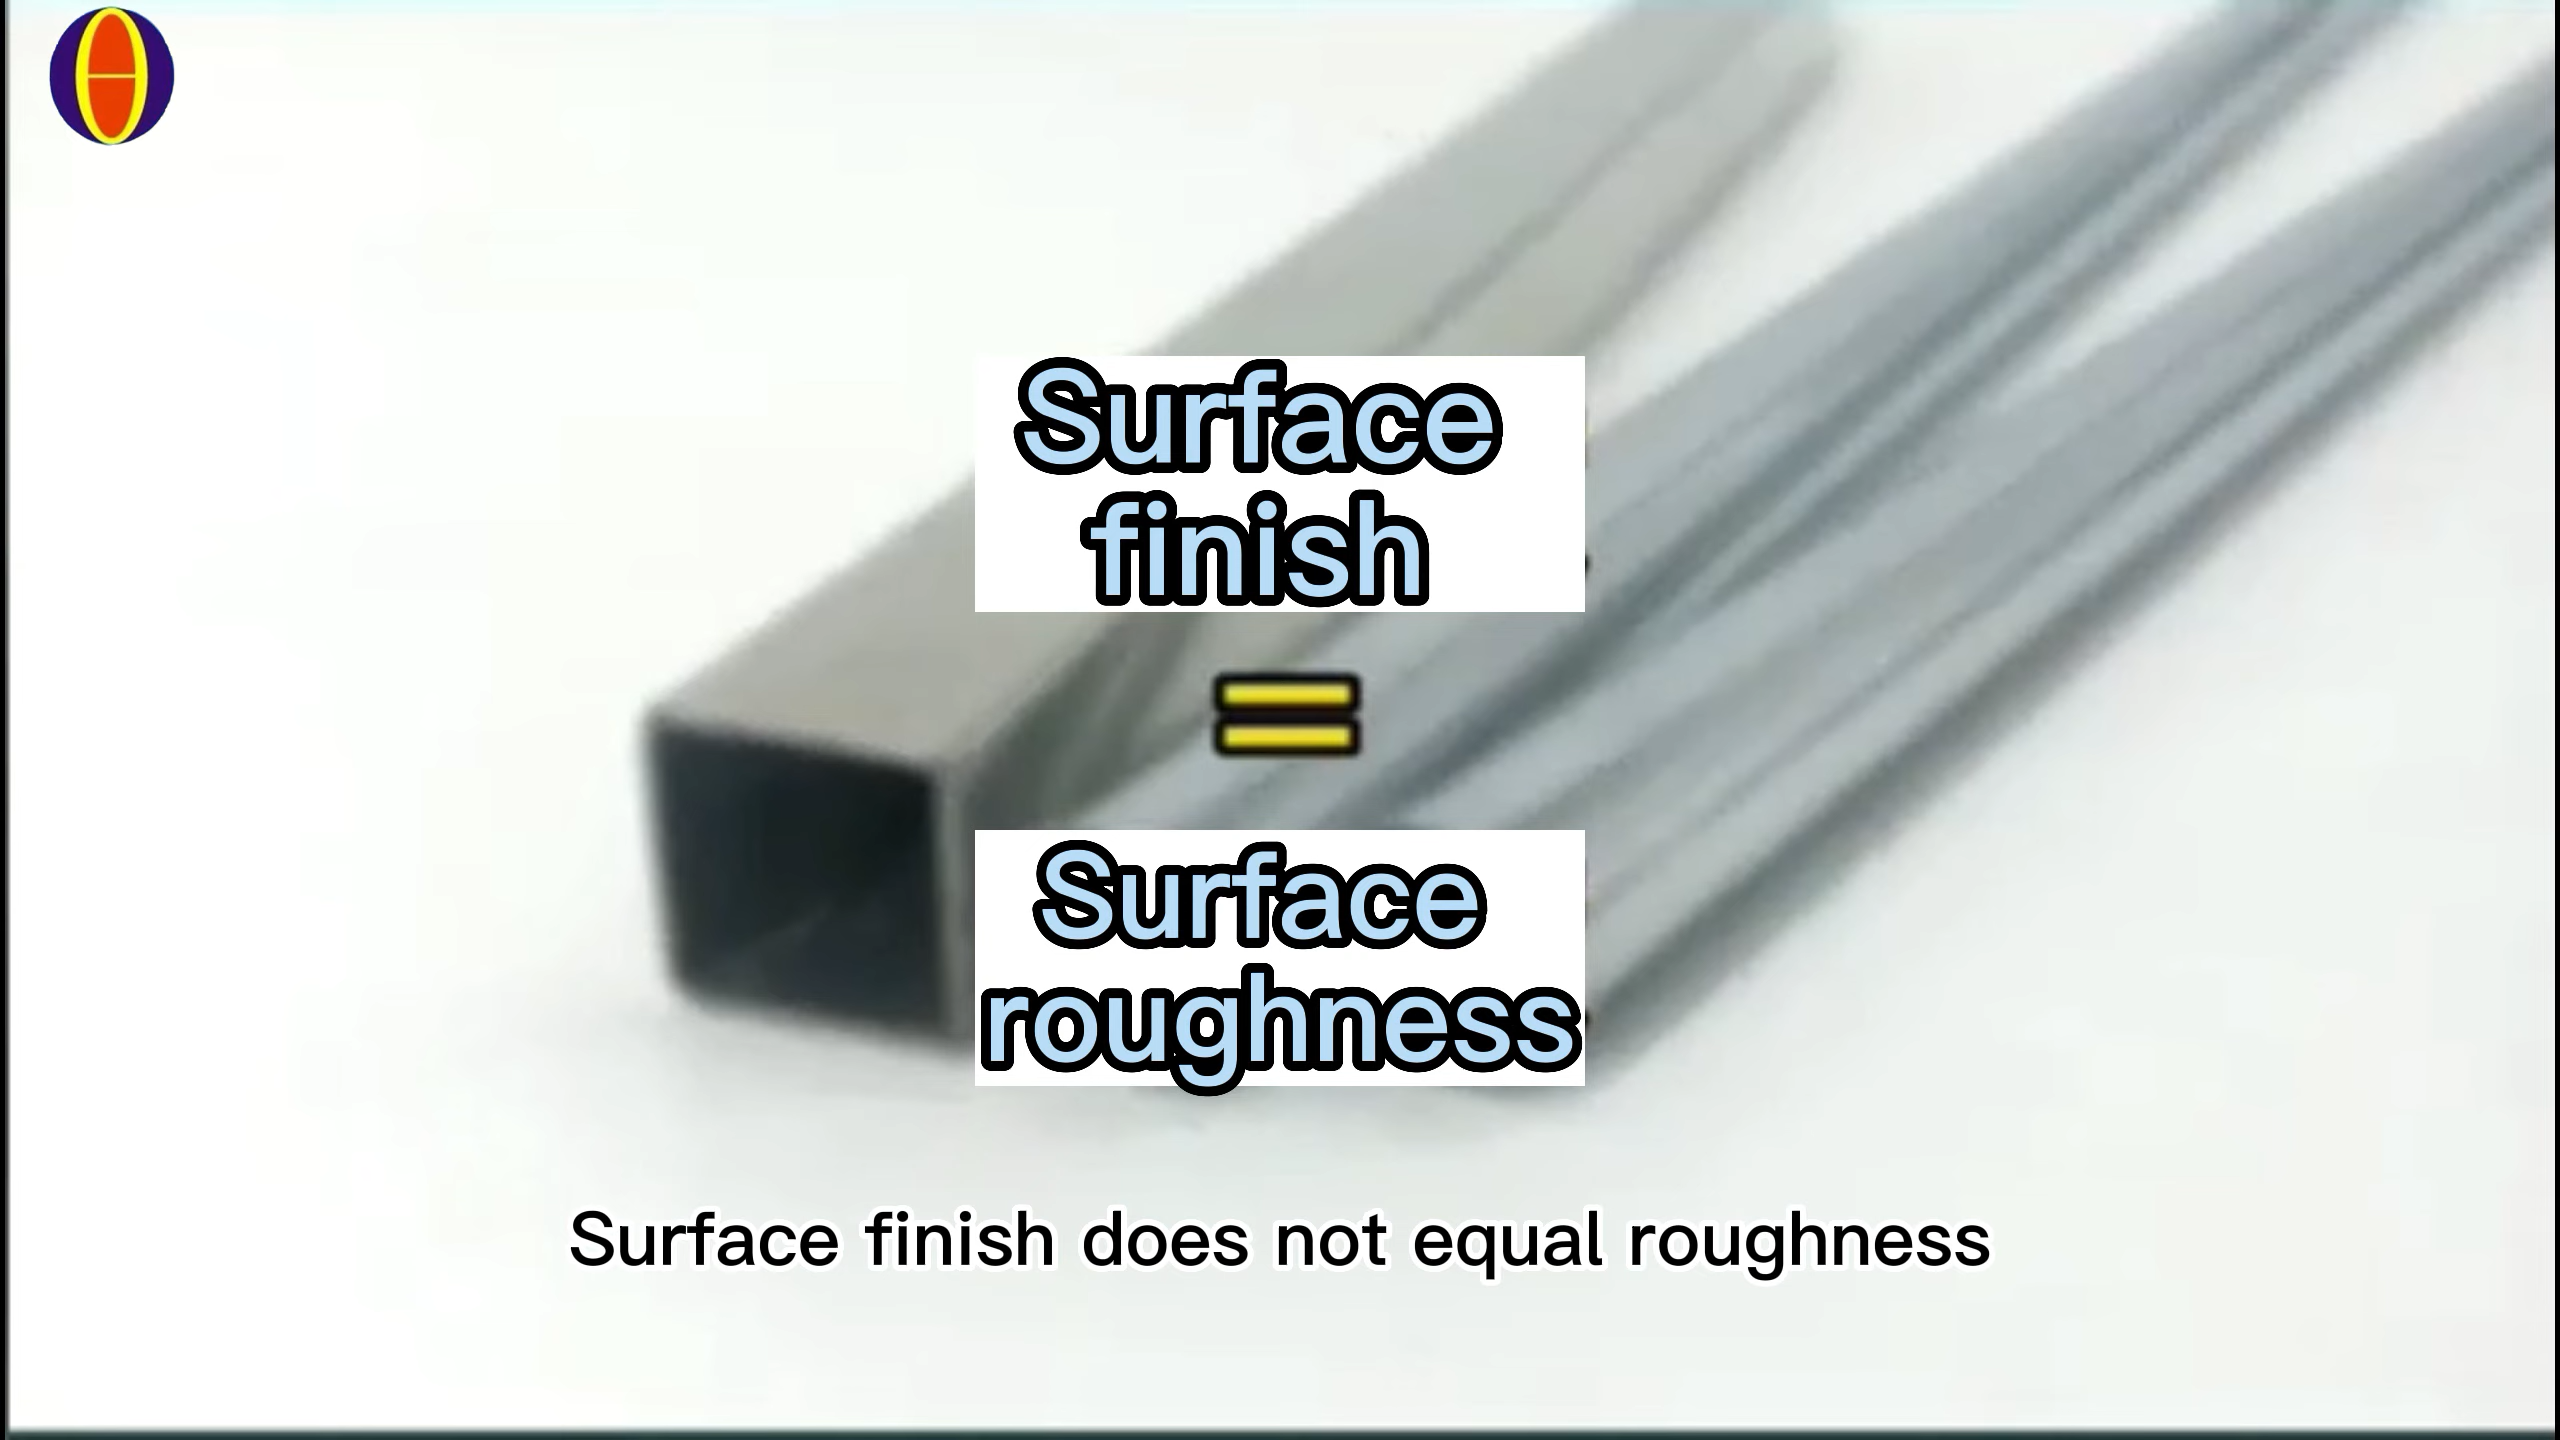 Surface
finish
=
Surface
roughness
Surface finish does not equal roughness